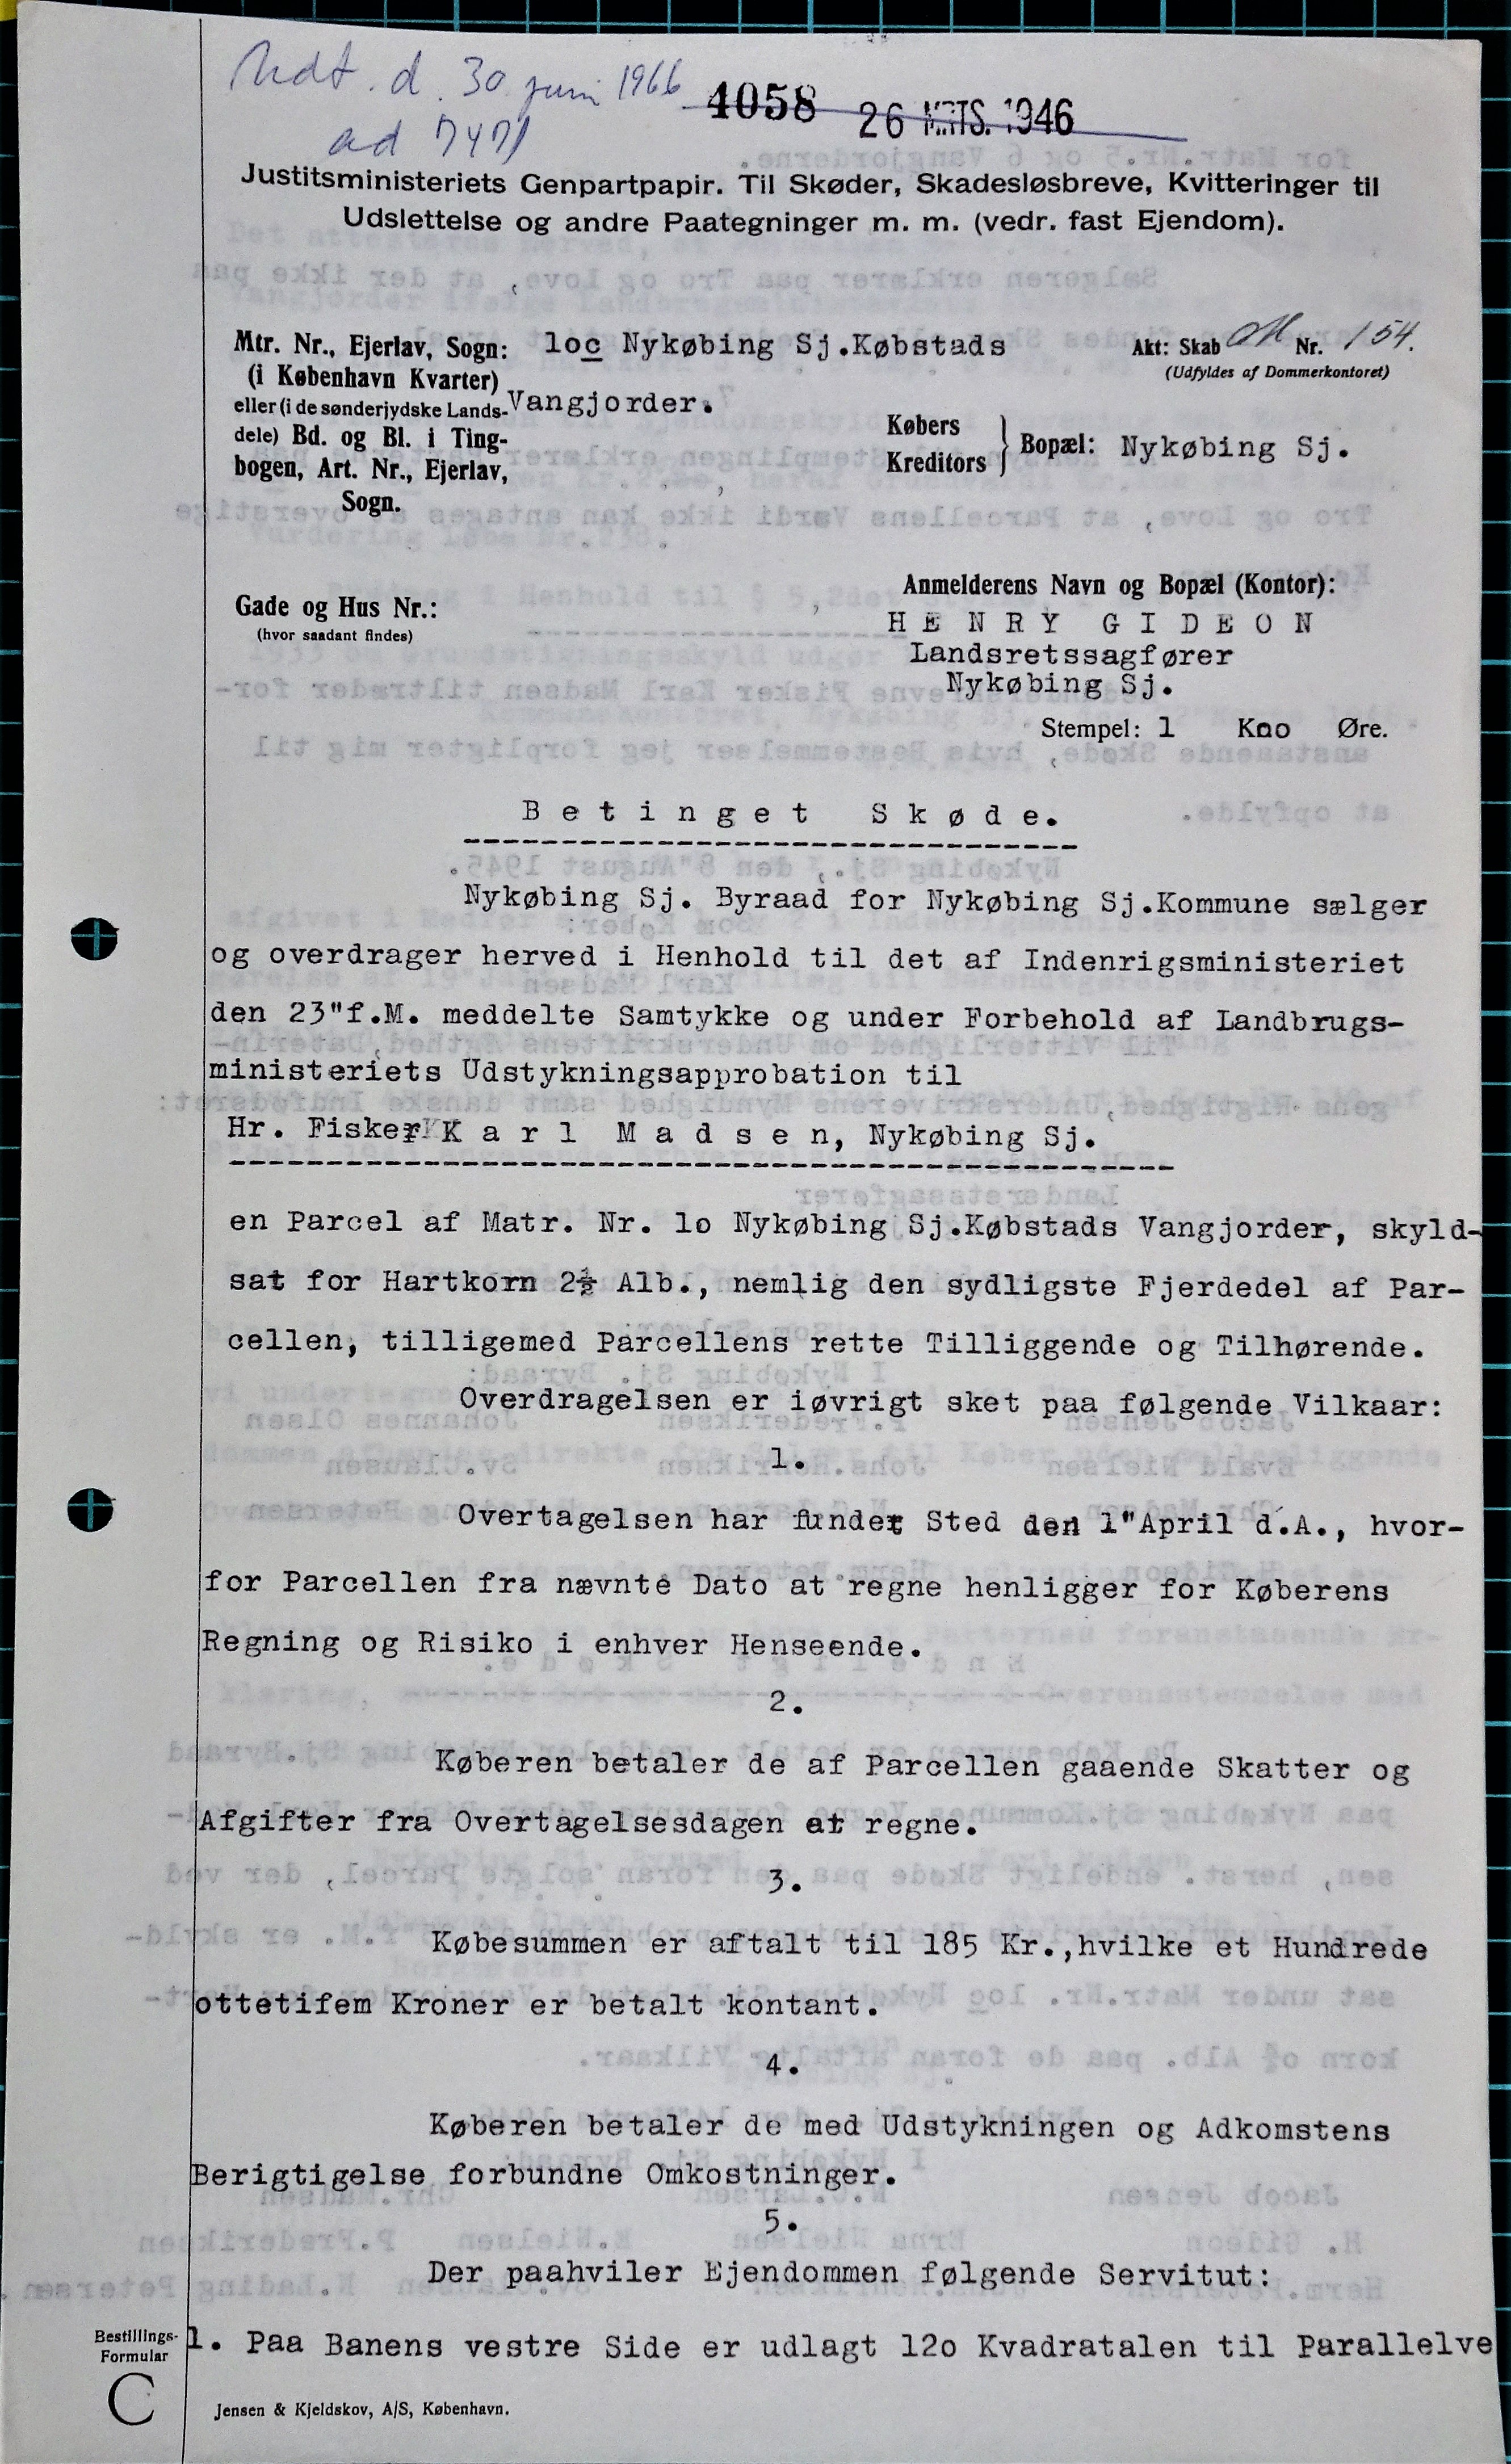 Udt. d. 30 juni 1966
ad 7471
4058 26 MRTS. 1946
Justitsministeriets Genpartpapir. Til Skøder, Skadesløsbreve, Kvitteringer til
Udslettelse og andre Paategninger m. m. (vedr. fast Ejendom).
Mtr. Nr., Ejerlav, Sogn: loc Nykøbing Sj.Købstads
(i København Kvarter)
eller (i de sønderjydske Lands- Vangjorder.
dele) Bd. og Bl. i Ting-
bogen, Art. Nr., Ejerlav,
Sogn.
Akt: Skab M Nr. 154.
(Udfyldes af Dommerkontoret)
Købers
Kreditors } Bopæl: Nykøbing Sj.
Gade og Hus Nr.:
(hvor saadant findes)
Anmelderens Navn og Bopæl (Kontor):
HENRY GIDEON
Landsretssagfører
Nykøbing Sj.
Stempel: 1 Øre.
Betinget Skøde.
Nykøbing Sj. Byraad for Nykøbing Sj.Kommune sælger
og overdrager herved i Henhold til det af Indenrigsministeriet
den 23"f.M. meddelte Samtykke og under Forbehold af Landbrugs-
ministeriets Udstykningsapprobation til
Hr. Fisker Karl Madsen, Nykøbing Sj.
en Parcel af Matr. Nr. lo Nykøbing Sj.Købstads Vangjorder, skyld-
sat for Hartkorn 2½ Alb., nemlig den sydligste Fjerdedel af Par-
cellen, tilligemed Parcellens rette Tilliggende og Tilhørende.
Overdragelsen er iøvrigt sket paa følgende Vilkaar:
1.
Overtagelsen har fundet Sted den 1"April d.A., hvor-
for Parcellen fra nævnte Dato at regne henligger for Køberens
Regning og Risiko i enhver Henseende.
2.
Køberen betaler de af Parcellen gaaende Skatter og
Afgifter fra Overtagelsesdagen at regne.
3.
Købesummen er aftalt til 185 Kr.,hvilke et Hundrede
ottetifem Kroner er betalt kontant.
4.
Køberen betaler de med Udstykningen og Adkomstens
Berigtigelse forbundne Omkostninger.
5.
Der paahviler Ejendommen følgende Servitut:
1. Paa Banens vestre Side er udlagt 12o Kvadratalen til Parallelve
Bestillings-
Formular
C
Jensen & Kjeldskov, A/S, København.